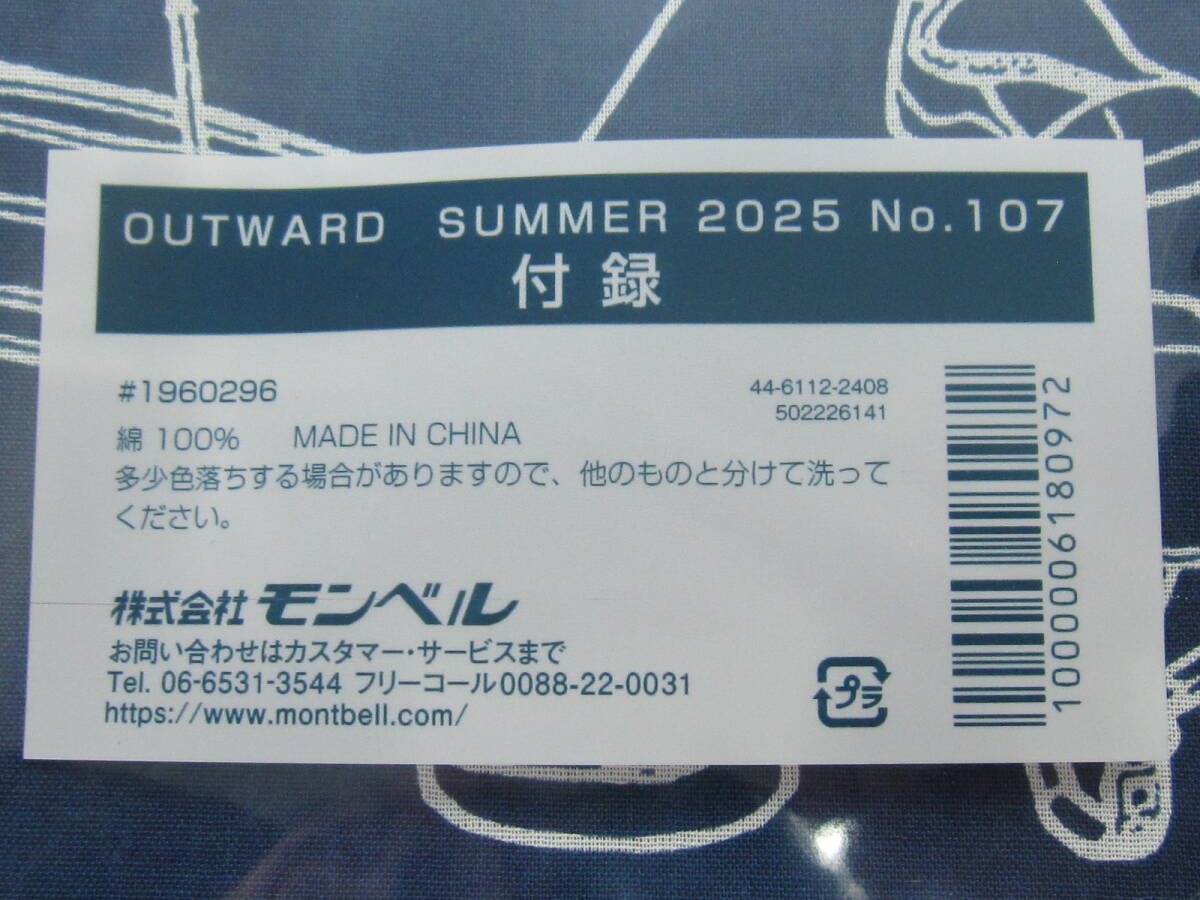 OUTWARD SUMMER 2025 No.107
付録
#1960296
44-6112-2408
502226141
綿 100% MADE IN CHINA
多少色落ちする場合がありますので、他のものと分けて洗って
ください。
株式会社 モンベル
お問い合わせはカスタマー・サービスまで
Tel. 06-6531-3544 フリーコール0088-22-0031
https://www.montbell.com/
プラ
1000006180972